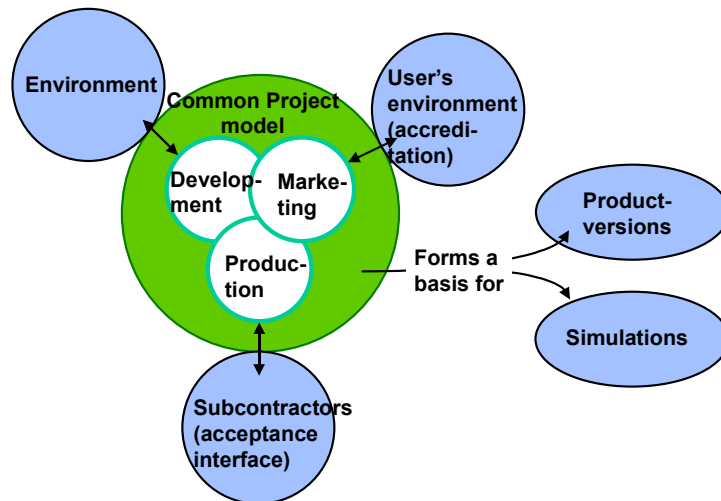 Environment
User's
environment
(accredi-
tation)
Common Project
model
Develop-
ment
Marke-
ting
Produc-
tion
Product-
versions
Forms a
basis for
Simulations
Subcontractors
(acceptance
interface)